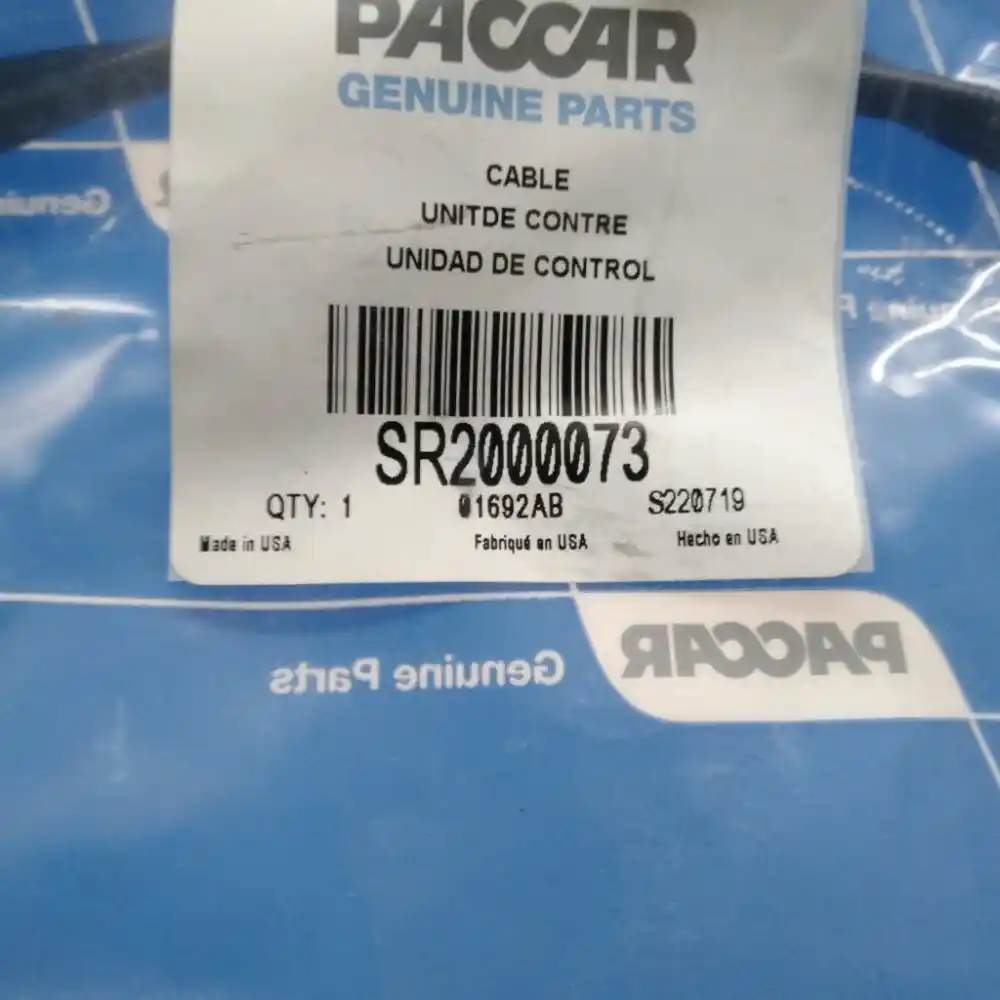 PACCAR
GENUINE PARTS
CABLE
UNITDE CONTRE
UNIDAD DE CONTROL
SR2000073
QTY: 1 01692AB S220719
Made in USA Fabriqué en USA Hecho en USA
Genuine Parts PACCAR